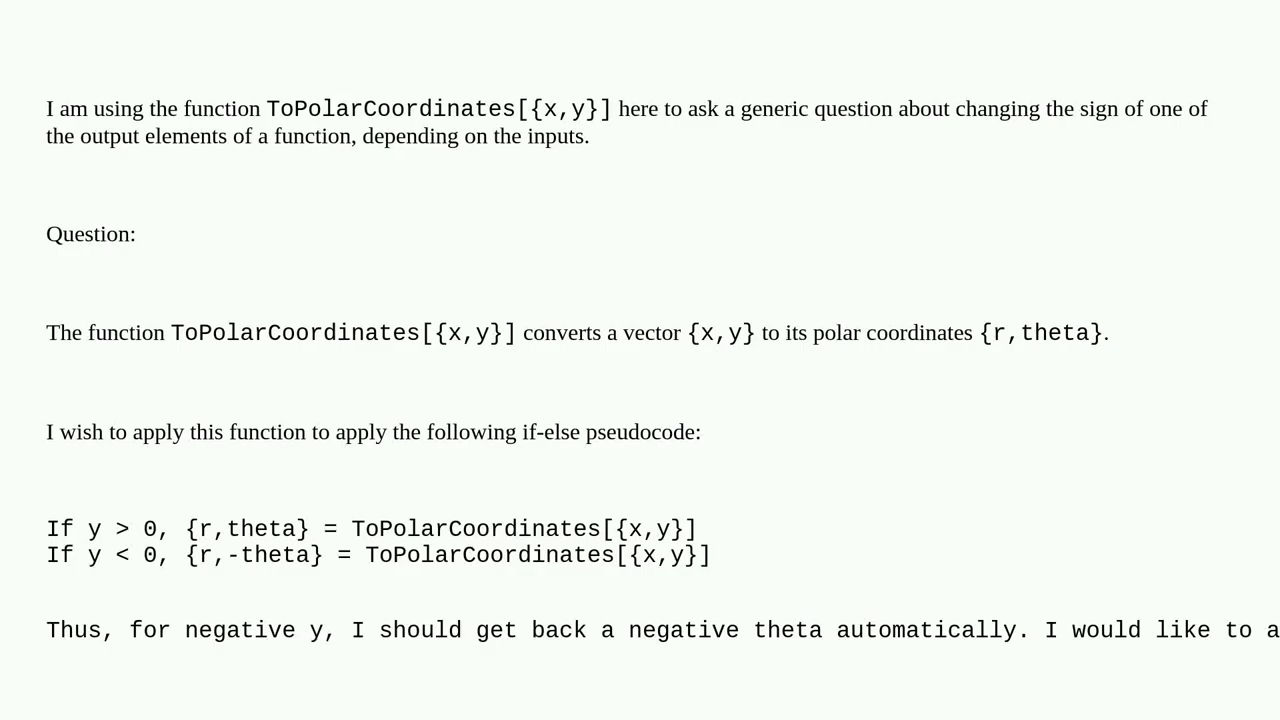 I am using the function ToPolarCoordinates[{x,y}] here to ask a generic question about changing the sign of one of
the output elements of a function, depending on the inputs.
Question:
The function ToPolarCoordinates[{x,y}] converts a vector {x,y} to its polar coordinates {r,theta}.
I wish to apply this function to apply the following if-else pseudocode:
If y > 0, {r,theta} = ToPolarCoordinates[{x,y}]
If y < 0, {r,-theta} = ToPolarCoordinates[{x,y}]
Thus, for negative y, I should get back a negative theta automatically. I would like to